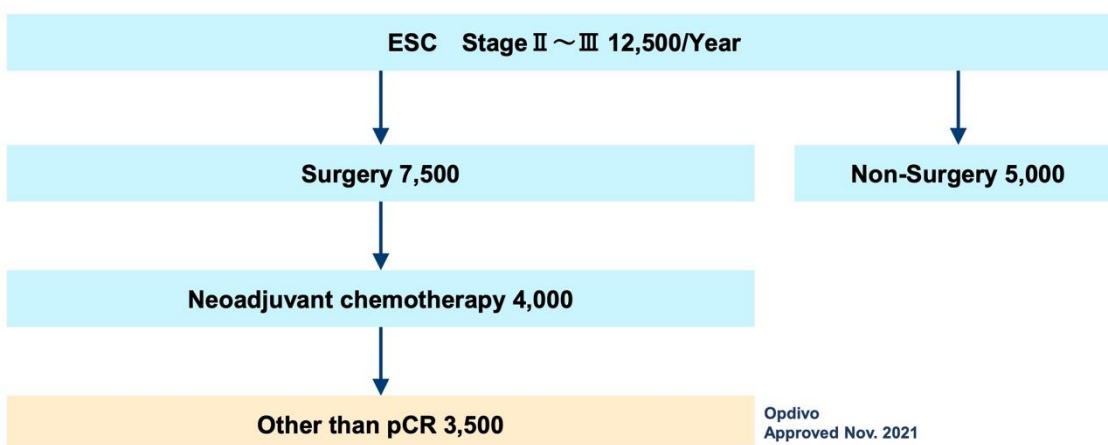 ESC Stage Ⅱ～Ⅲ 12,500/Year
Surgery 7,500
Non-Surgery 5,000
Neoadjuvant chemotherapy 4,000
Other than pCR 3,500
Opdivo
Approved Nov. 2021